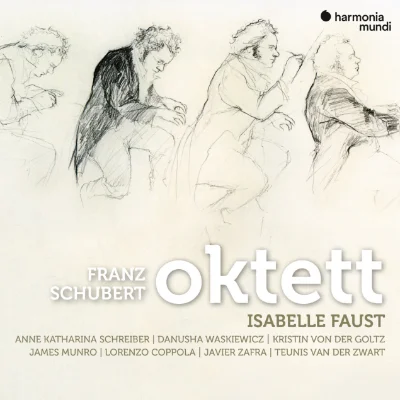 harmonia
mundi
FRANZ
SCHUBERT
oktett
ISABELLE FAUST
ANNE KATHARINA SCHREIBER | DANUSHA WASKIEWICZ | KRISTIN VON DER GOLTZ
JAMES MUNRO | LORENZO COPPOLA | JAVIER ZAFRA | TEUNIS VAN DER ZWART